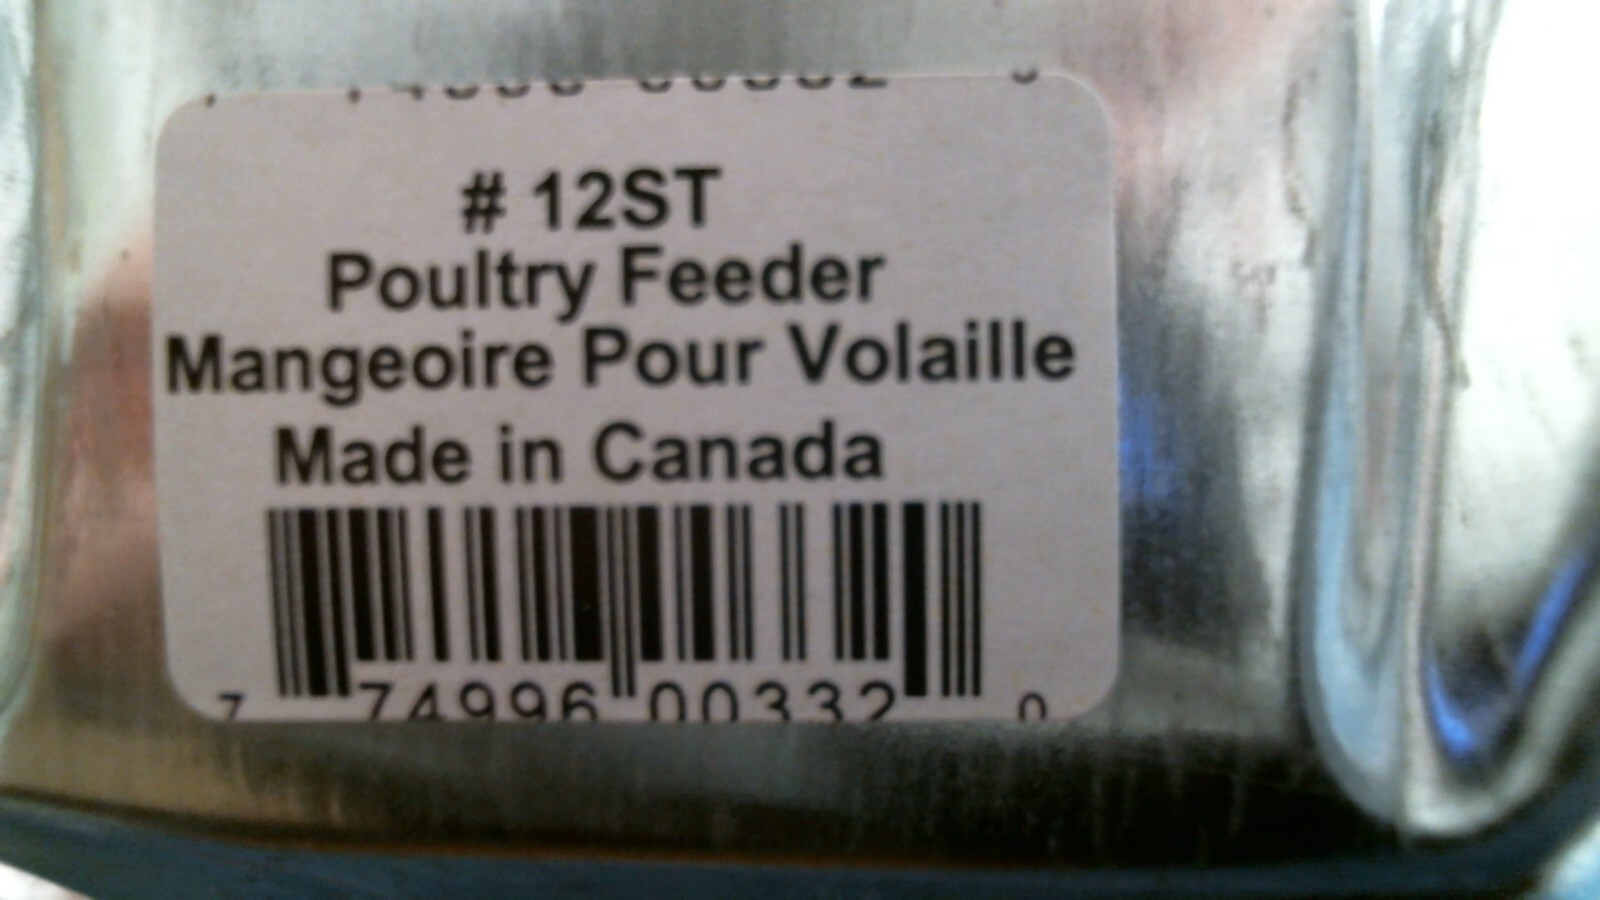 # 12ST
Poultry Feeder
Mangeoire Pour Volaille
Made in Canada
7 74996 00332 0